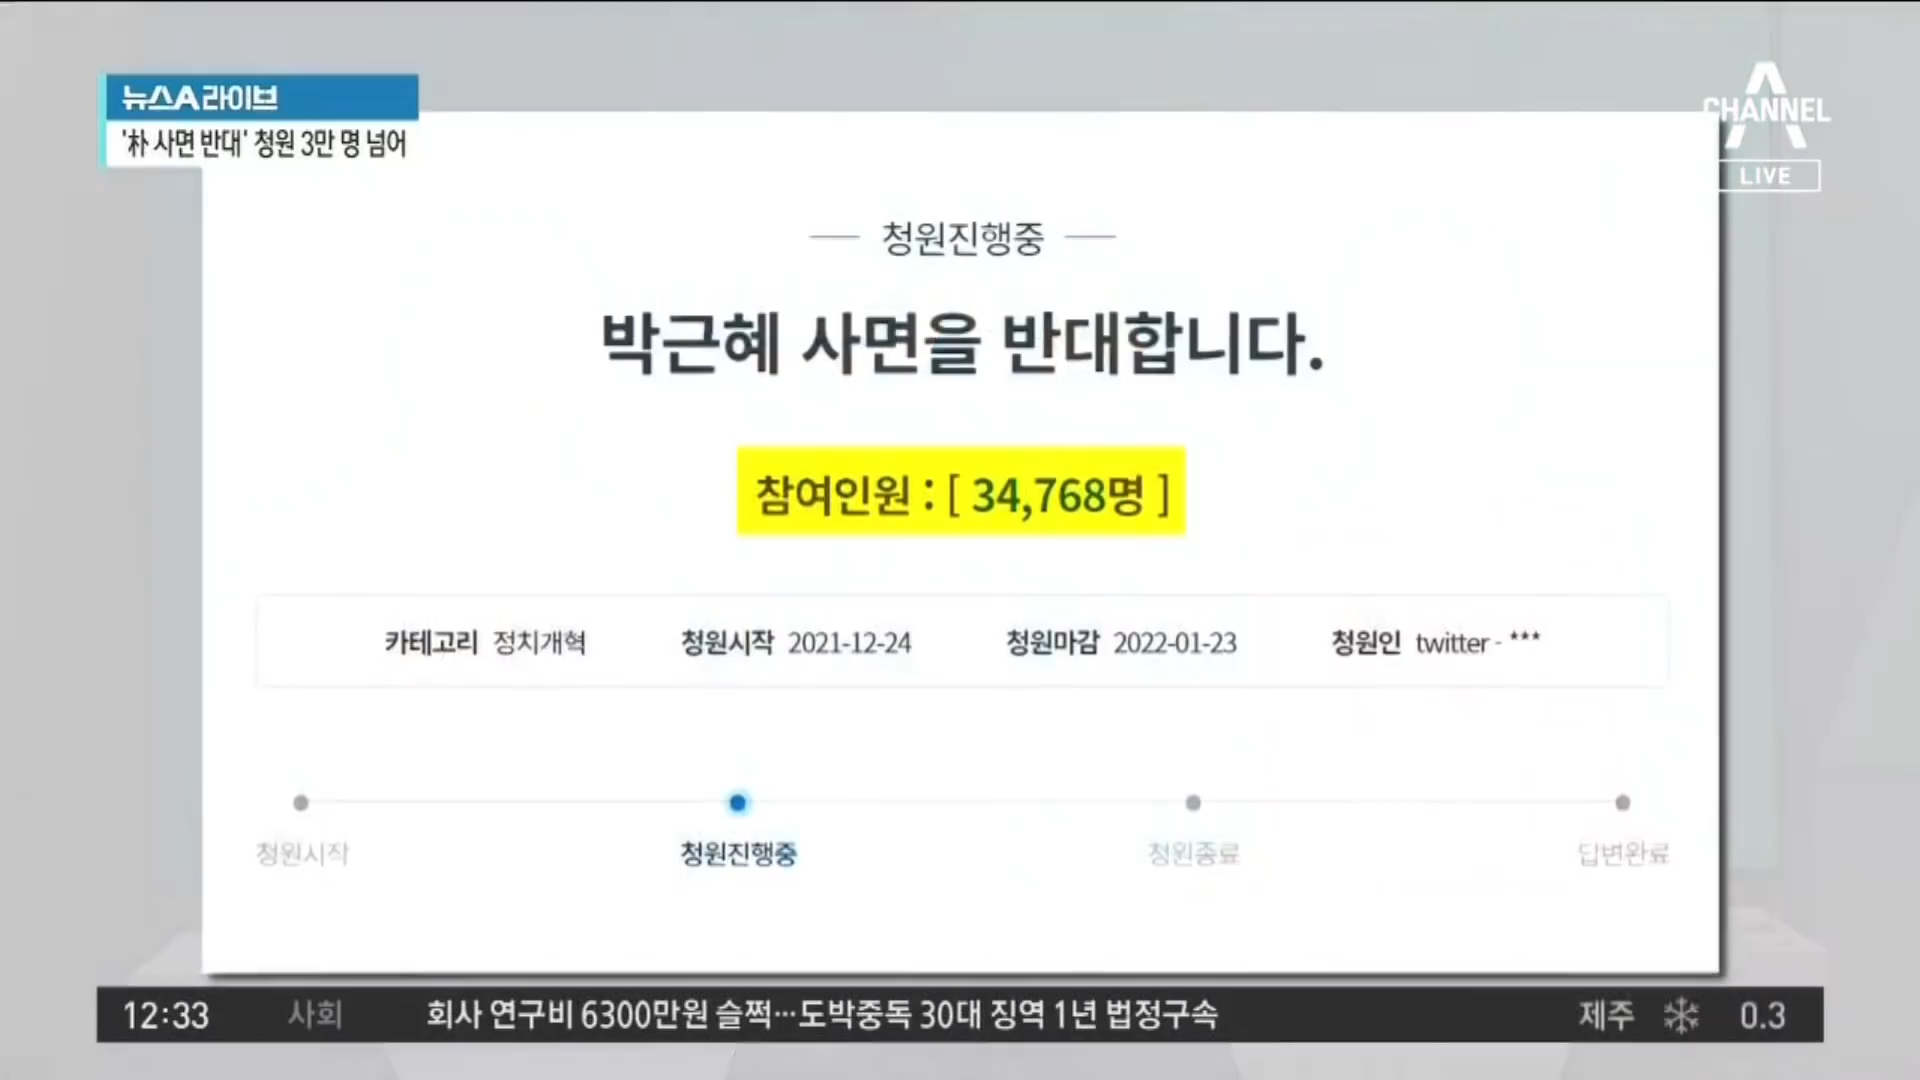 뉴스A라이브
'朴 사면 반대' 청원 3만 명 넘어
CHANNEL A
LIVE
청원진행중
박근혜 사면을 반대합니다.
참여인원 : [ 34,768명 ]
카테고리 정치개혁 청원시작 2021-12-24 청원마감 2022-01-23 청원인 twitter - ***
청원시작 청원진행중 청원종료 답변완료
12:33 사회 회사 연구비 6300만원 슬쩍…도박중독 30대 징역 1년 법정구속 제주 0.3